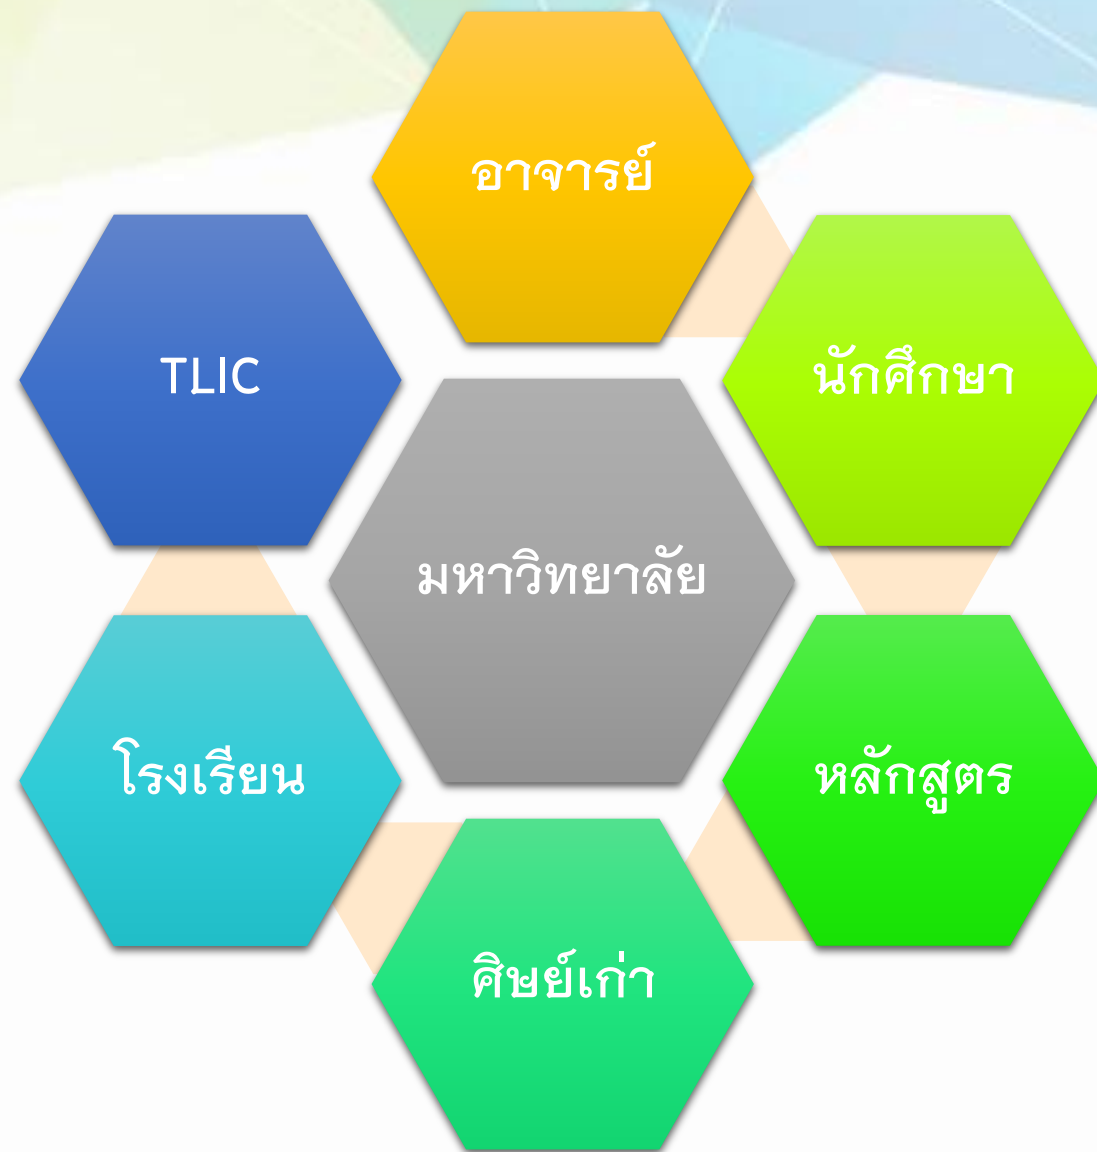 อาจารย์
นักศึกษา
หลักสูตร
ศิษย์เก่า
โรงเรียน
TLIC
มหาวิทยาลัย